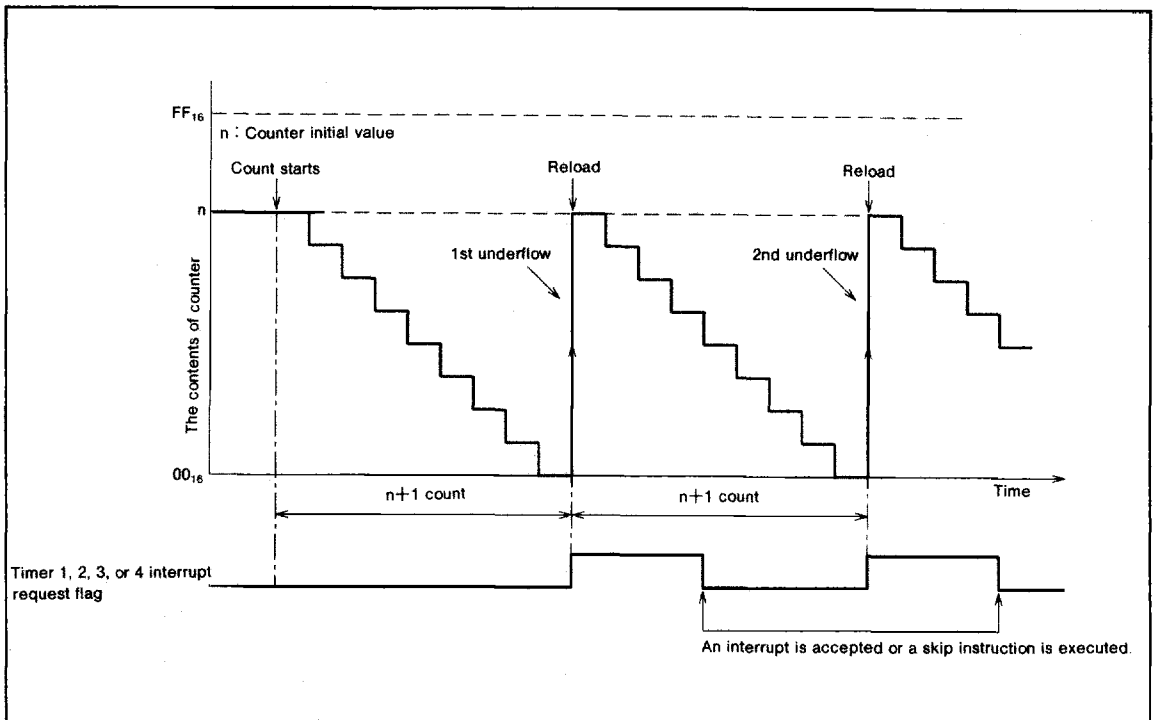 FF₁₆
n : Counter initial value
Count starts
Reload
Reload
n
1st underflow
2nd underflow
The contents of counter
00₁₆
n+1 count
n+1 count
Time
Timer 1, 2, 3, or 4 interrupt
request flag
An interrupt is accepted or a skip instruction is executed.